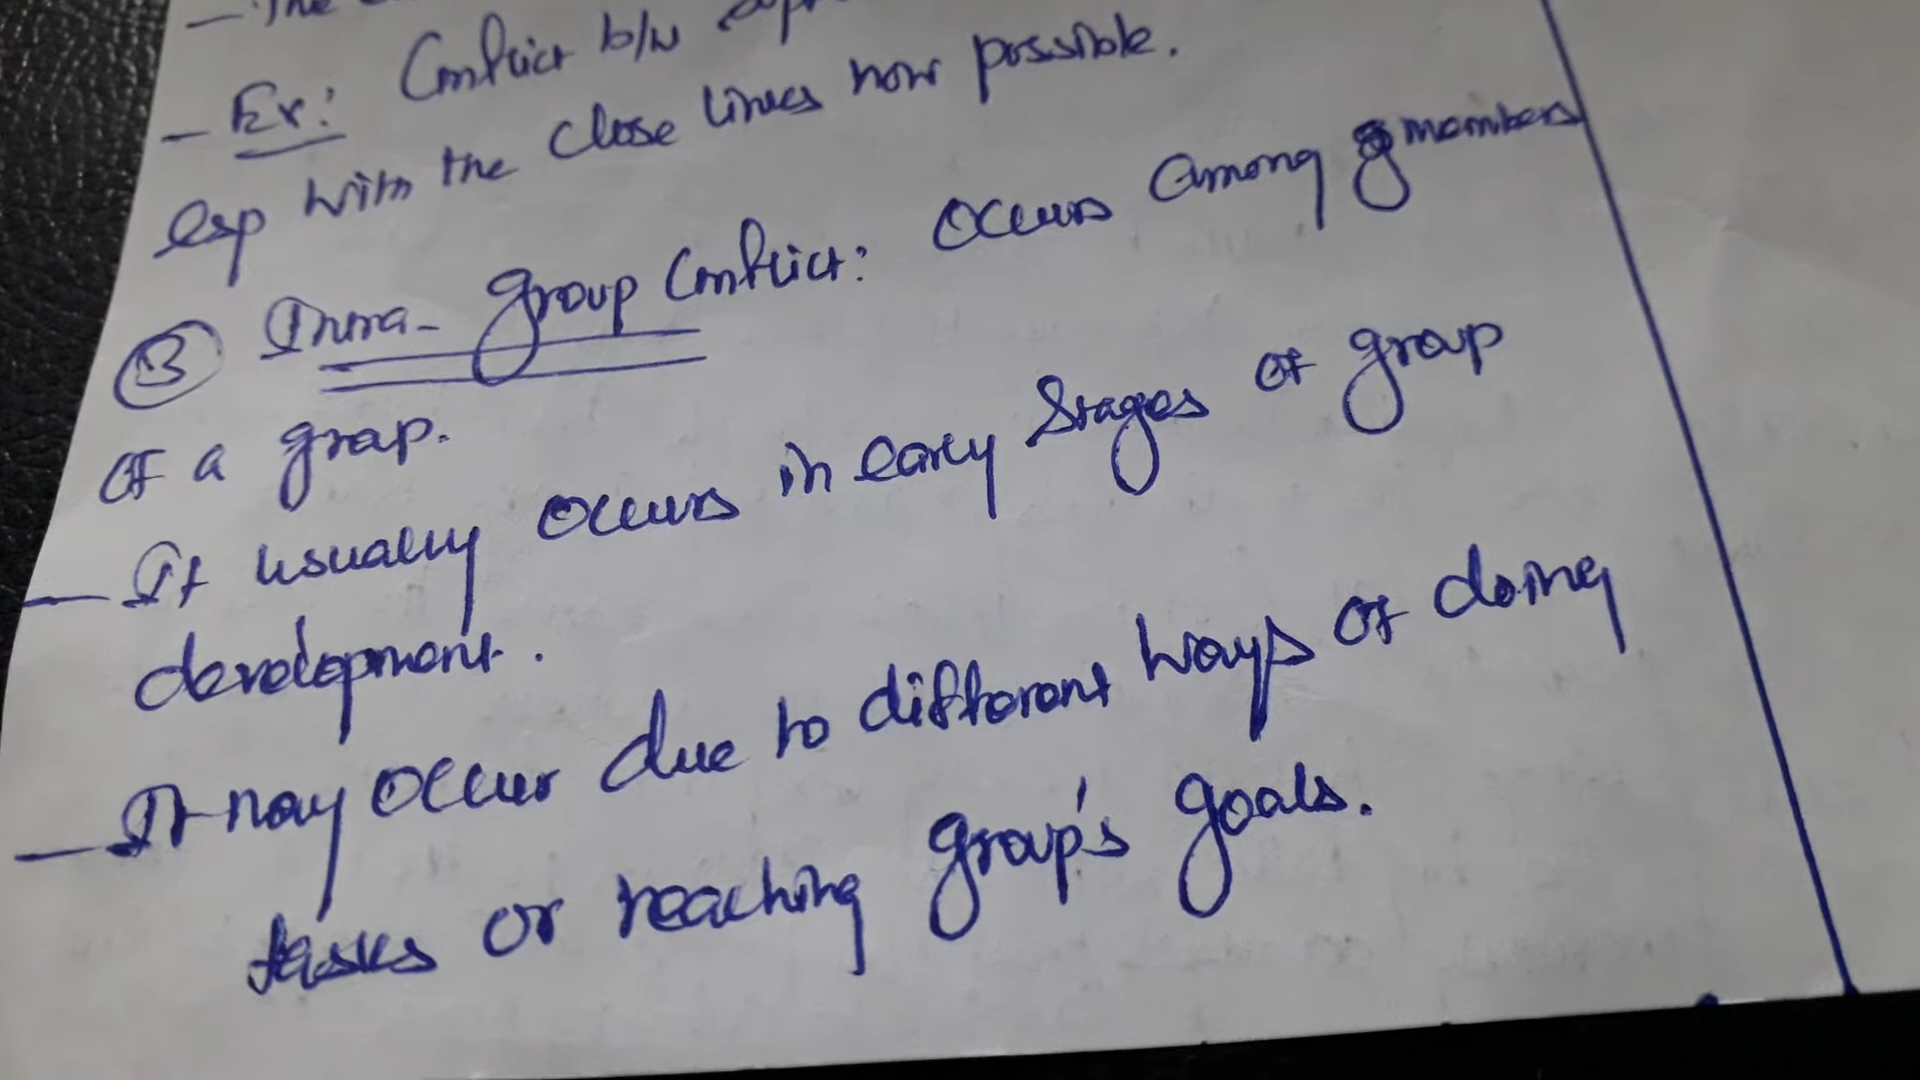 - The
- Ex: Conflict b/w
esp with the close lines now possible.
③ Intra-group Conflict: Occurs among members
of a group.
- It usually occurs in early stages of group
development.
- It may occur due to different ways of doing
tasks or reaching group's goals.